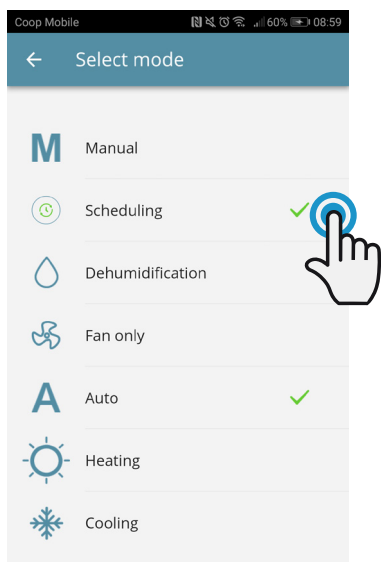 Coop Mobile 60% 08:59
Select mode
M Manual
Scheduling
Dehumidification
Fan only
A Auto
Heating
Cooling